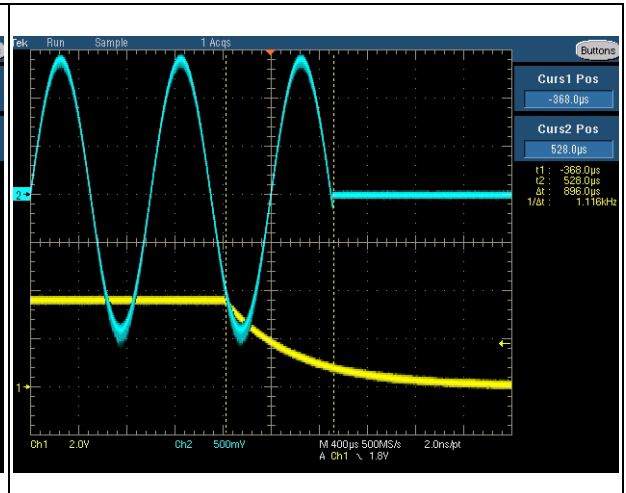 Tek Run Sample 1 Acqs
Buttons
Curs1 Pos
-368.0µs
Curs2 Pos
528.0µs
t1 : -368.0µs
t2 : 528.0µs
Δt : 896.0µs
1/Δt : 1.116kHz
2
1
Ch1 2.0V Ch2 500mV M 400µs 500MS/s 2.0ns/pt
A Ch1 \ 1.8V